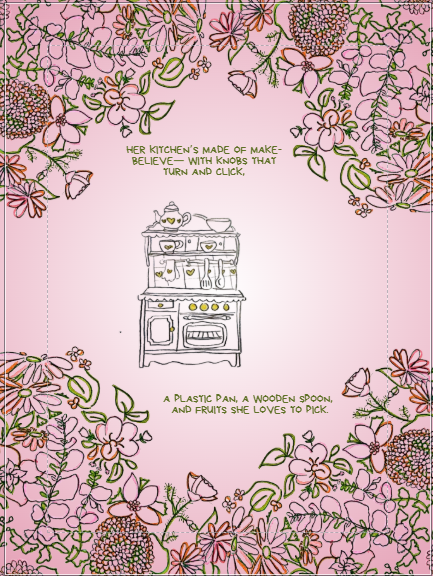 HER KITCHEN'S MADE OF MAKE-
BELIEVE— WITH KNOBS THAT
TURN AND CLICK,
A PLASTIC PAN, A WOODEN SPOON,
AND FRUITS SHE LOVES TO PICK.